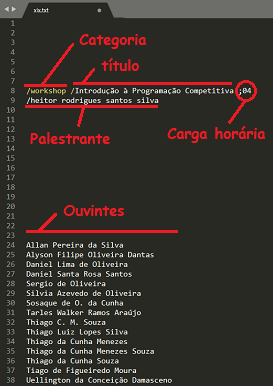 xls.txt
1
2
3
4
5
6
7
8
9
10
11
12
13
14
15
16
17
18
19
20
21
22
23
24
25
26
27
28
29
30
31
32
33
34
35
36
37
38
Categoria
título
/workshop /Introdução à Programação Competitiva ;04
/heitor rodrigues santos silva
Palestrante
Carga horária
Ouvintes
Allan Pereira da Silva
Alyson Filipe Oliveira Dantas
Daniel Lima de Oliveira
Daniel Santa Rosa Santos
Sergio de Oliveira
Silvia Azevedo de Oliveira
Sosaque de O. da Cunha
Tarles Walker Ramos Araújo
Thiago C. M. Souza
Thiago Luiz Lopes Silva
Thiago da Cunha Menezes
Thiago da Cunha Menezes Souza
Thiago da Cunha Souza
Tiago de Figueiredo Moura
Uellington da Conceição Damasceno